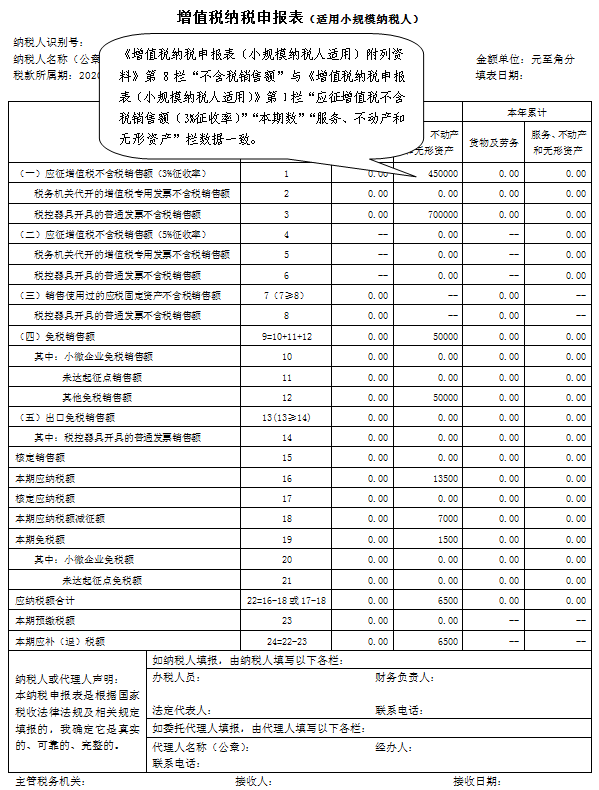 增值税纳税申报表（适用小规模纳税人）
纳税人识别号：
纳税人名称（公章
金额单位：元至角分
税款所属期：2020
填表日期：
《增值税纳税申报表（小规模纳税人适用）附列资
料》第 8 栏“不含税销售额”与《增值税纳税申报
表（小规模纳税人适用）》第 1 栏“应征增值税不含
税销售额（3%征收率）”“本期数”“服务、不动产和
无形资产”栏数据一致。
本年累计
、不动产
无形资产
货物及劳务
服务、不动产
和无形资产
（一）应征增值税不含税销售额（3%征收率） 1 0.00 450000 0.00 0.00
税务机关代开的增值税专用发票不含税销售额 2 0.00 0.00 0.00 0.00
税控器具开具的普通发票不含税销售额 3 0.00 700000 0.00 0.00
（二）应征增值税不含税销售额（5%征收率） 4 -- 0.00 -- 0.00
税务机关代开的增值税专用发票不含税销售额 5 -- 0.00 -- 0.00
税控器具开具的普通发票不含税销售额 6 -- 0.00 -- 0.00
（三）销售使用过的应税固定资产不含税销售额 7（7≥8） 0.00 -- 0.00 --
税控器具开具的普通发票不含税销售额 8 0.00 -- 0.00 --
（四）免税销售额 9=10+11+12 0.00 50000 0.00 0.00
其中：小微企业免税销售额 10 0.00 0.00 0.00 0.00
未达起征点销售额 11 0.00 0.00 0.00 0.00
其他免税销售额 12 0.00 50000 0.00 0.00
（五）出口免税销售额 13(13≥14) 0.00 0.00 0.00 0.00
其中：税控器具开具的普通发票销售额 14 0.00 0.00 0.00 0.00
核定销售额 15 0.00 0.00 0.00 0.00
本期应纳税额 16 0.00 13500 0.00 0.00
核定应纳税额 17 0.00 0.00 0.00 0.00
本期应纳税额减征额 18 0.00 7000 0.00 0.00
本期免税额 19 0.00 1500 0.00 0.00
其中：小微企业免税额 20 0.00 0.00 0.00 0.00
未达起征点免税额 21 0.00 0.00 0.00 0.00
应纳税额合计 22=16-18 或 17-18 0.00 6500 0.00 0.00
本期预缴税额 23 0.00 0.00 -- --
本期应补（退）税额 24=22-23 0.00 6500 -- --
纳税人或代理人声明：
本纳税申报表是根据国家
税收法律法规及相关规定
填报的，我确定它是真实
的、可靠的、完整的。
如纳税人填报，由纳税人填写以下各栏：
办税人员： 财务负责人：
法定代表人： 联系电话：
如委托代理人填报，由代理人填写以下各栏：
代理人名称（公章）： 经办人：
联系电话：
主管税务机关： 接收人： 接收日期：